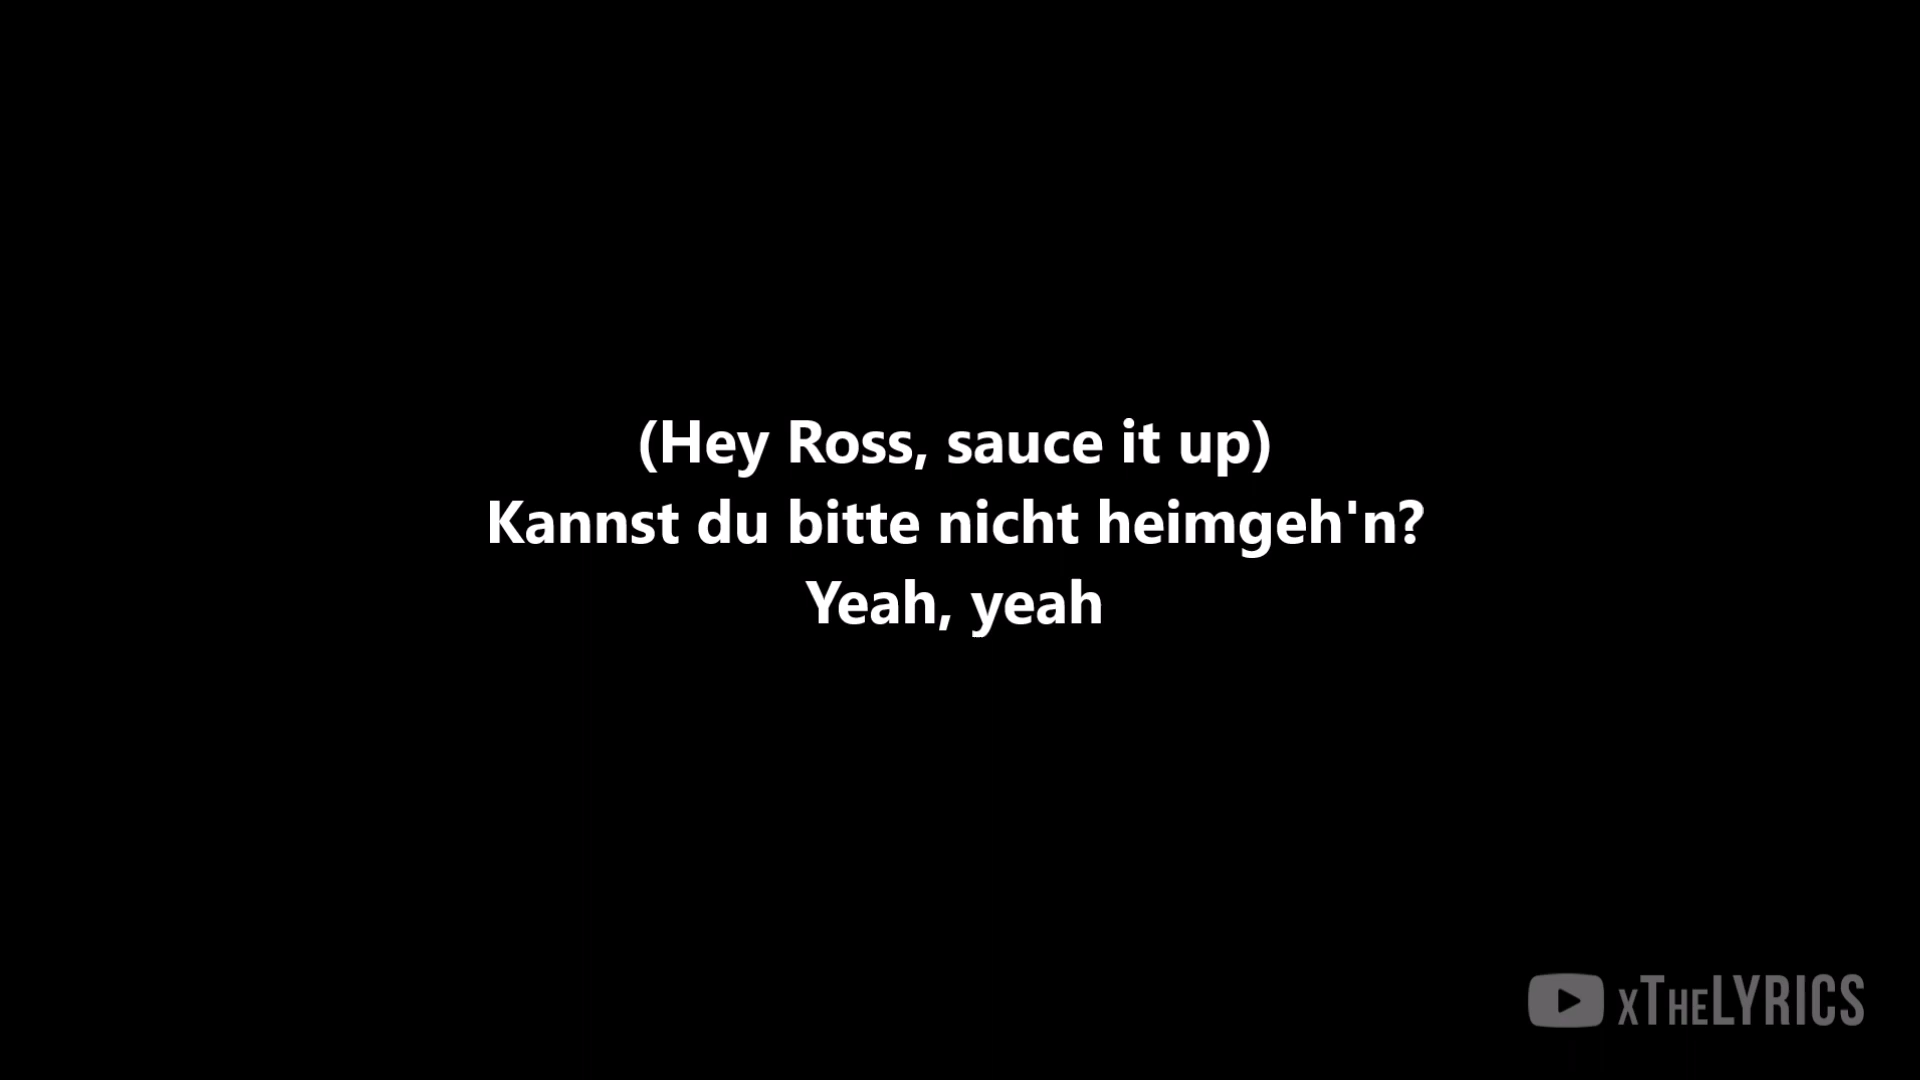 (Hey Ross, sauce it up)
Kannst du bitte nicht heimgeh'n?
Yeah, yeah
xTheLYRICS